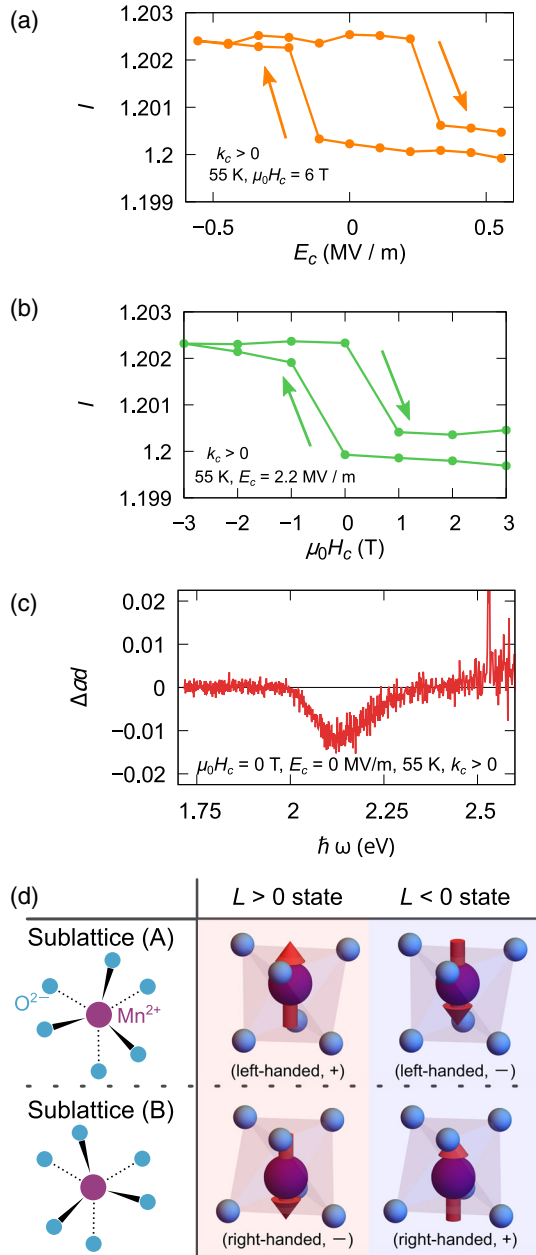 (a)
1.203
1.202
1.201
1.2
1.199
I
k_c > 0
55 K, μ₀H_c = 6 T
−0.5 0 0.5
E_c (MV / m)
(b)
1.203
1.202
1.201
1.2
1.199
I
k_c > 0
55 K, E_c = 2.2 MV / m
−3 −2 −1 0 1 2 3
μ₀H_c (T)
(c)
0.02
0.01
0
−0.01
−0.02
Δαd
μ₀H_c = 0 T, E_c = 0 MV/m, 55 K, k_c > 0
1.75 2 2.25 2.5
ℏ ω (eV)
(d)
L > 0 state L < 0 state
Sublattice (A)
O²⁻ Mn²⁺
(left-handed, +) (left-handed, −)
Sublattice (B)
(right-handed, −) (right-handed, +)